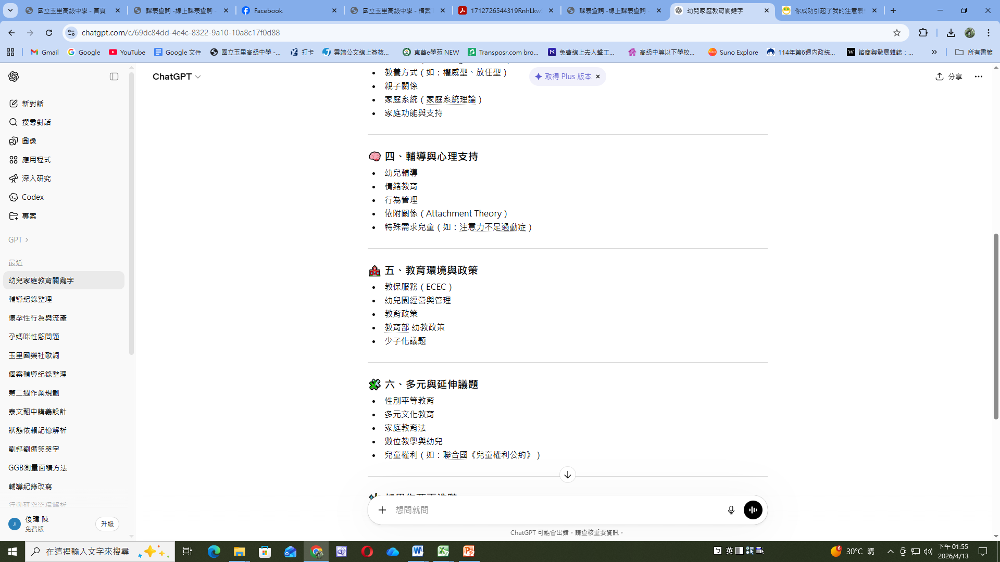 國立玉里高級中學 - 首頁
課表查詢 -線上課表查詢 -
Facebook
國立玉里高級中學 - 檔案
1712726544319RnhLkw
課表查詢 -線上課表查詢 -
幼兒家庭教育關鍵字
你成功引起了我的注意表
chatgpt.com/c/69dc84dd-4e4c-8322-9a10-10a8c17f0d88
Gmail
Google
YouTube
Google 文件
國立玉里高級中學 -...
打卡
雲端公文線上簽核...
東華e學苑 NEW
Transposr.com bro...
免費線上去人聲工...
高級中等以下學校...
Suno Explore
114年第6週內政統...
諮商與發展雜誌：...
所有書籤
ChatGPT
取得 Plus 版本
分享
新對話
搜尋對話
圖像
應用程式
深入研究
Codex
專案
GPT
最近
幼兒家庭教育關鍵字
輔導紀錄整理
懷孕性行為與流產
孕媽咪性慾問題
玉里國樂社歌詞
個案輔導紀錄整理
第二週作業規劃
泰文翻中講義設計
狀態依賴記憶解析
劉邦劉備笑哭字
GGB測量面積方法
輔導紀錄改寫
行動研究流程解析
俊瑋 陳
免費版
升級
教養方式（如：權威型、放任型）
親子關係
家庭系統（家庭系統理論）
家庭功能與支持
四、輔導與心理支持
幼兒輔導
情緒教育
行為管理
依附關係（Attachment Theory）
特殊需求兒童（如：注意力不足過動症）
五、教育環境與政策
教保服務（ECEC）
幼兒園經營與管理
教育政策
教育部 幼教政策
少子化議題
六、多元與延伸議題
性別平等教育
多元文化教育
家庭教育法
數位教學與幼兒
兒童權利（如：聯合國《兒童權利公約》）
想問就問
ChatGPT 可能會出錯。請查核重要資訊。
在這裡輸入文字來搜尋
英
6
30°C 晴
下午 01:55
2026/4/13